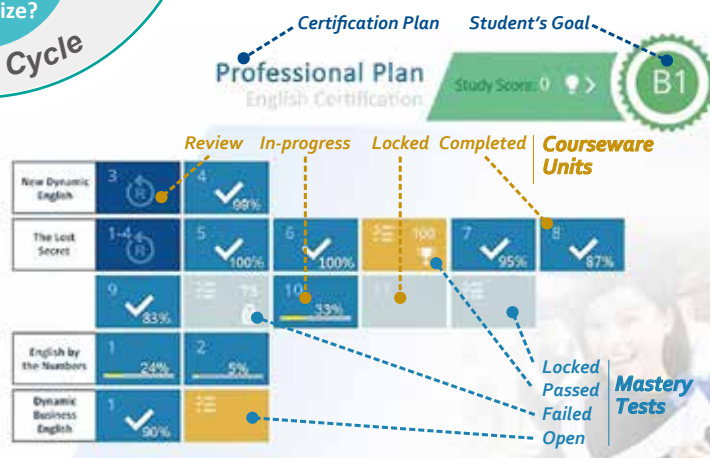 ize?
Cycle
Certification Plan
Student's Goal
Professional Plan
English Certification
Study Score: 0
B1
Review
In-progress
Locked
Completed
Courseware
Units
New Dynamic
English
3
4
99%
The Lost
Secret
1-4
5
100%
6
100%
100
7
95%
8
87%
9
83%
75
10
33%
11
English by
the Numbers
1
24%
2
5%
Dynamic
Business
English
1
90%
Locked
Passed
Failed
Open
Mastery
Tests